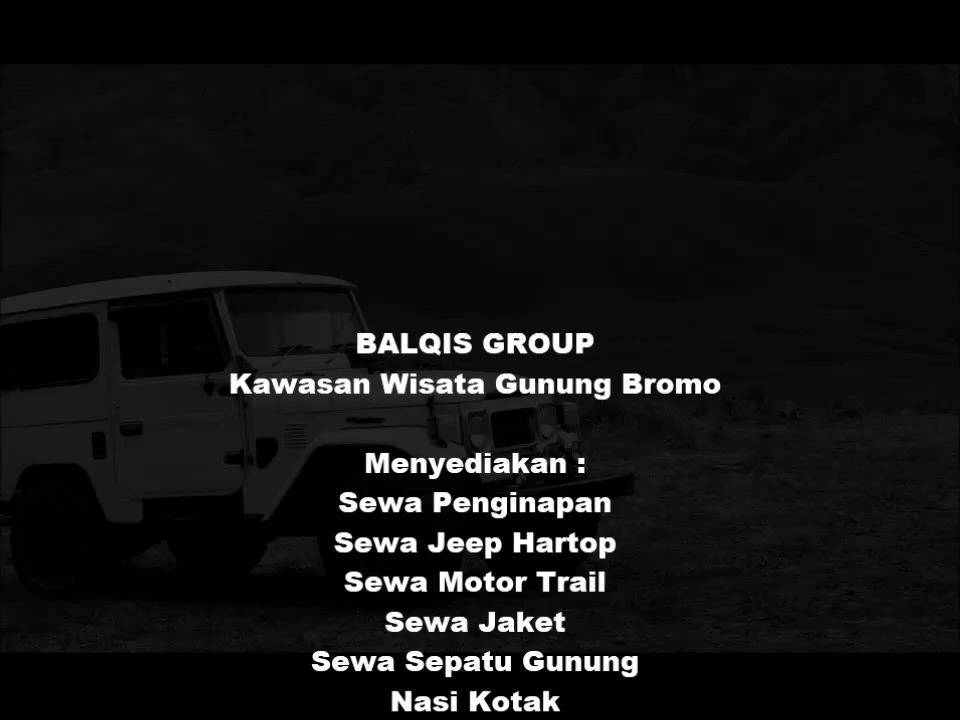 BALQIS GROUP
Kawasan Wisata Gunung Bromo
Menyediakan :
Sewa Penginapan
Sewa Jeep Hartop
Sewa Motor Trail
Sewa Jaket
Sewa Sepatu Gunung
Nasi Kotak